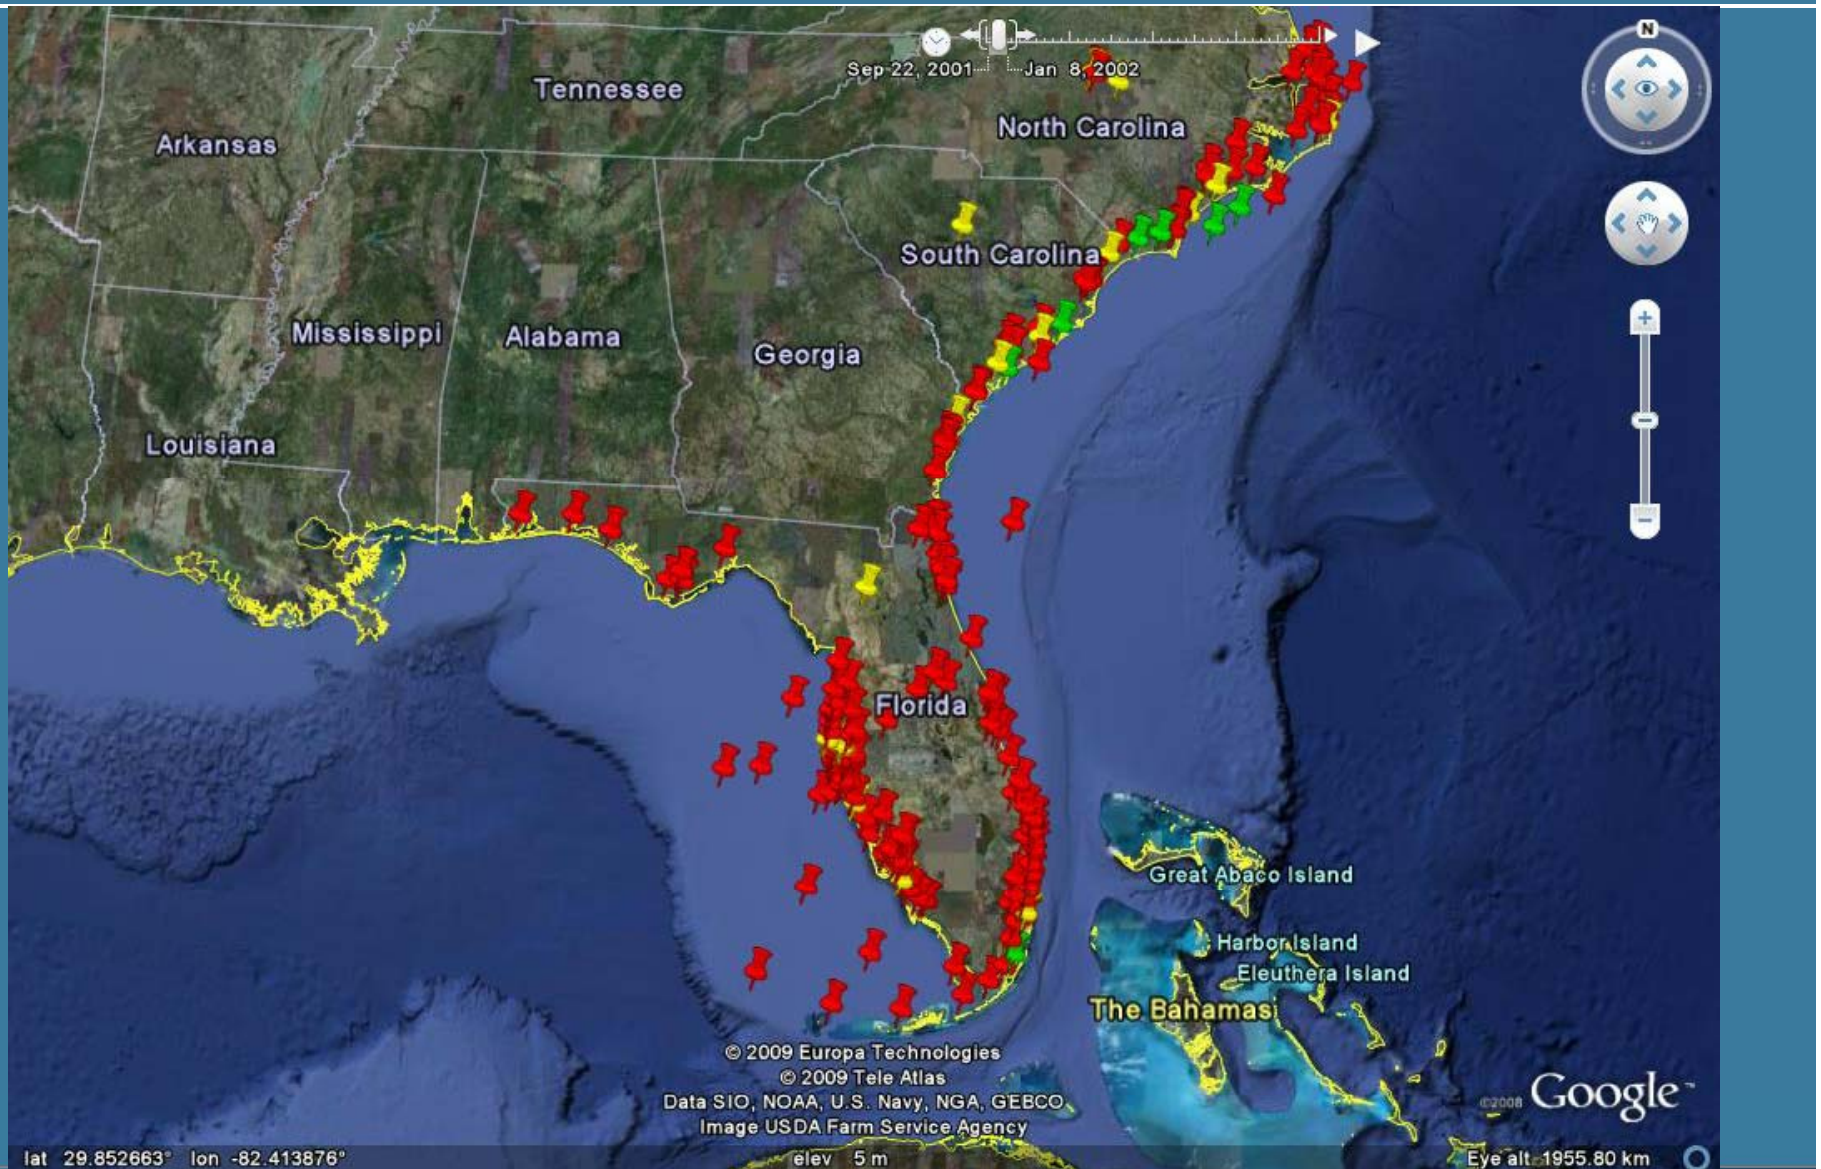 N
Sep 22, 2001
Jan 8, 2002
Tennessee
North Carolina
Arkansas
South Carolina
Mississippi
Alabama
Georgia
Louisiana
Florida
Great Abaco Island
Harbor Island
Eleuthera Island
The Bahamas
© 2009 Europa Technologies
© 2009 Tele Atlas
Data SIO, NOAA, U.S. Navy, NGA, GEBCO
Image USDA Farm Service Agency
©2008 Google™
lat 29.852663° lon -82.413876° elev 5 m Eye alt 1955.80 km